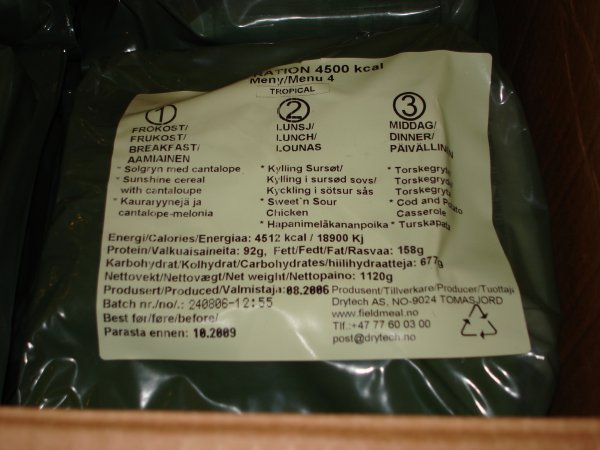 RATION 4500 kcal
Meny/Menu 4
TROPICAL
1
FROKOST/
FRUKOST/
BREAKFAST/
AAMIAINEN
* Solgryn med cantalope
* Sunshine cereal
with cantaloupe
* Kauraryynejä ja
cantalope-melonia
2
LUNSJ/
LUNCH/
LOUNAS
* Kylling Sursøt/
Kylling i sursød sovs/
Kyckling i sötsur sås
* Sweet`n Sour
Chicken
* Hapanimeläkananpoika
3
MIDDAG/
DINNER/
PÄIVÄLLINEN
* Torskegryte
Torskegryde
Torskegryta
* Cod and Potato
Casserole
* Turskapata
Energi/Calories/Energiaa: 4512 kcal / 18900 Kj
Protein/Valkuaisaineita: 92g, Fett/Fedt/Fat/Rasvaa: 158g
Karbohydrat/Kolhydrat/Carbohydrates/hiilihydraatteja: 677g
Nettovekt/Nettovægt/Net weight/Nettopaino: 1120g
Produsert/Produced/Valmistaja:08.2006
Batch nr./no/.: 240806-12:55
Best før/före/before/
Parasta ennen: 10.2009
Produsent/Tillverkare/Producer/Tuottaja
Drytech AS, NO-9024 TOMASJORD
www.fieldmeal.no
Tlf.:+47 77 60 03 00
post@drytech.no